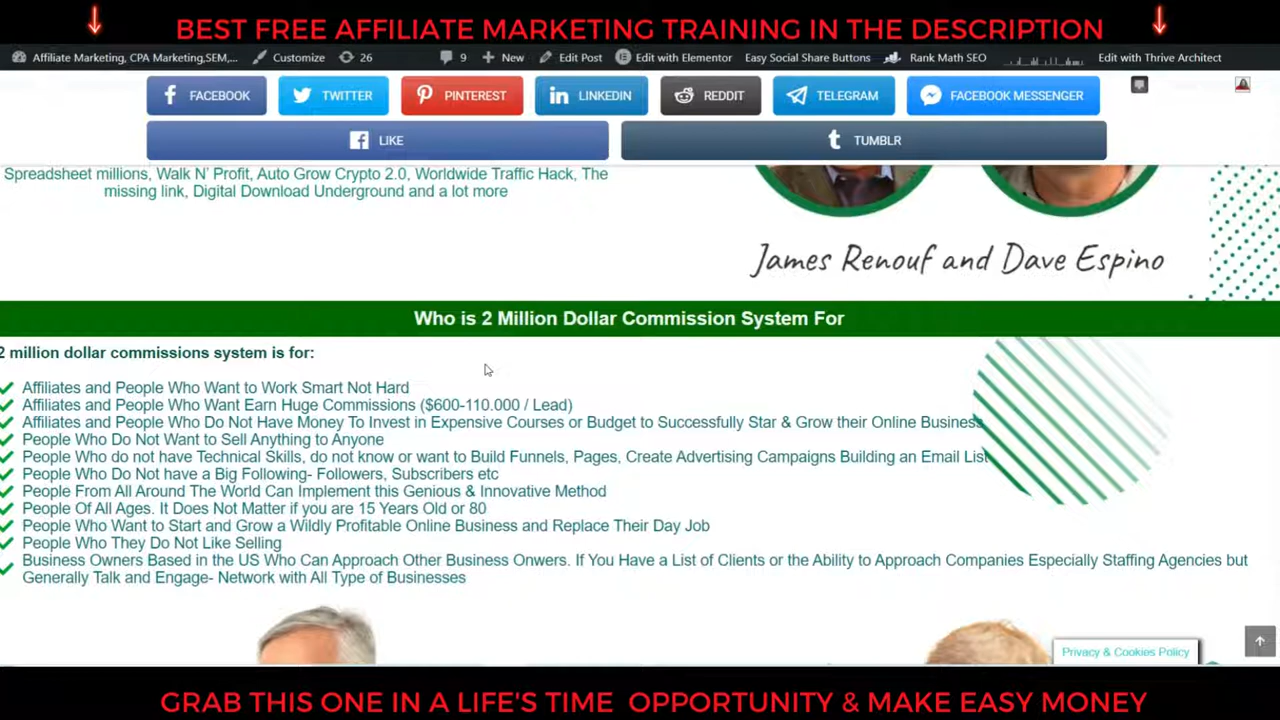 BEST FREE AFFILIATE MARKETING TRAINING IN THE DESCRIPTION
Affiliate Marketing, CPA Marketing,SEM,... Customize 26 9 New Edit Post Edit with Elementor Easy Social Share Buttons Rank Math SEO Edit with Thrive Architect
FACEBOOK TWITTER PINTEREST LINKEDIN REDDIT TELEGRAM FACEBOOK MESSENGER
LIKE TUMBLR
Spreadsheet millions, Walk N' Profit, Auto Grow Crypto 2.0, Worldwide Traffic Hack, The
missing link, Digital Download Underground and a lot more
James Renouf and Dave Espino
Who is 2 Million Dollar Commission System For
2 million dollar commissions system is for:
Affiliates and People Who Want to Work Smart Not Hard
Affiliates and People Who Want Earn Huge Commissions ($600-110.000 / Lead)
Affiliates and People Who Do Not Have Money To Invest in Expensive Courses or Budget to Successfully Star & Grow their Online Business
People Who Do Not Want to Sell Anything to Anyone
People Who do not have Technical Skills, do not know or want to Build Funnels, Pages, Create Advertising Campaigns Building an Email List
People Who Do Not have a Big Following- Followers, Subscribers etc
People From All Around The World Can Implement this Genious & Innovative Method
People Of All Ages. It Does Not Matter if you are 15 Years Old or 80
People Who Want to Start and Grow a Wildly Profitable Online Business and Replace Their Day Job
People Who They Do Not Like Selling
Business Owners Based in the US Who Can Approach Other Business Onwers. If You Have a List of Clients or the Ability to Approach Companies Especially Staffing Agencies but
Generally Talk and Engage- Network with All Type of Businesses
Privacy & Cookies Policy
GRAB THIS ONE IN A LIFE'S TIME OPPORTUNITY & MAKE EASY MONEY